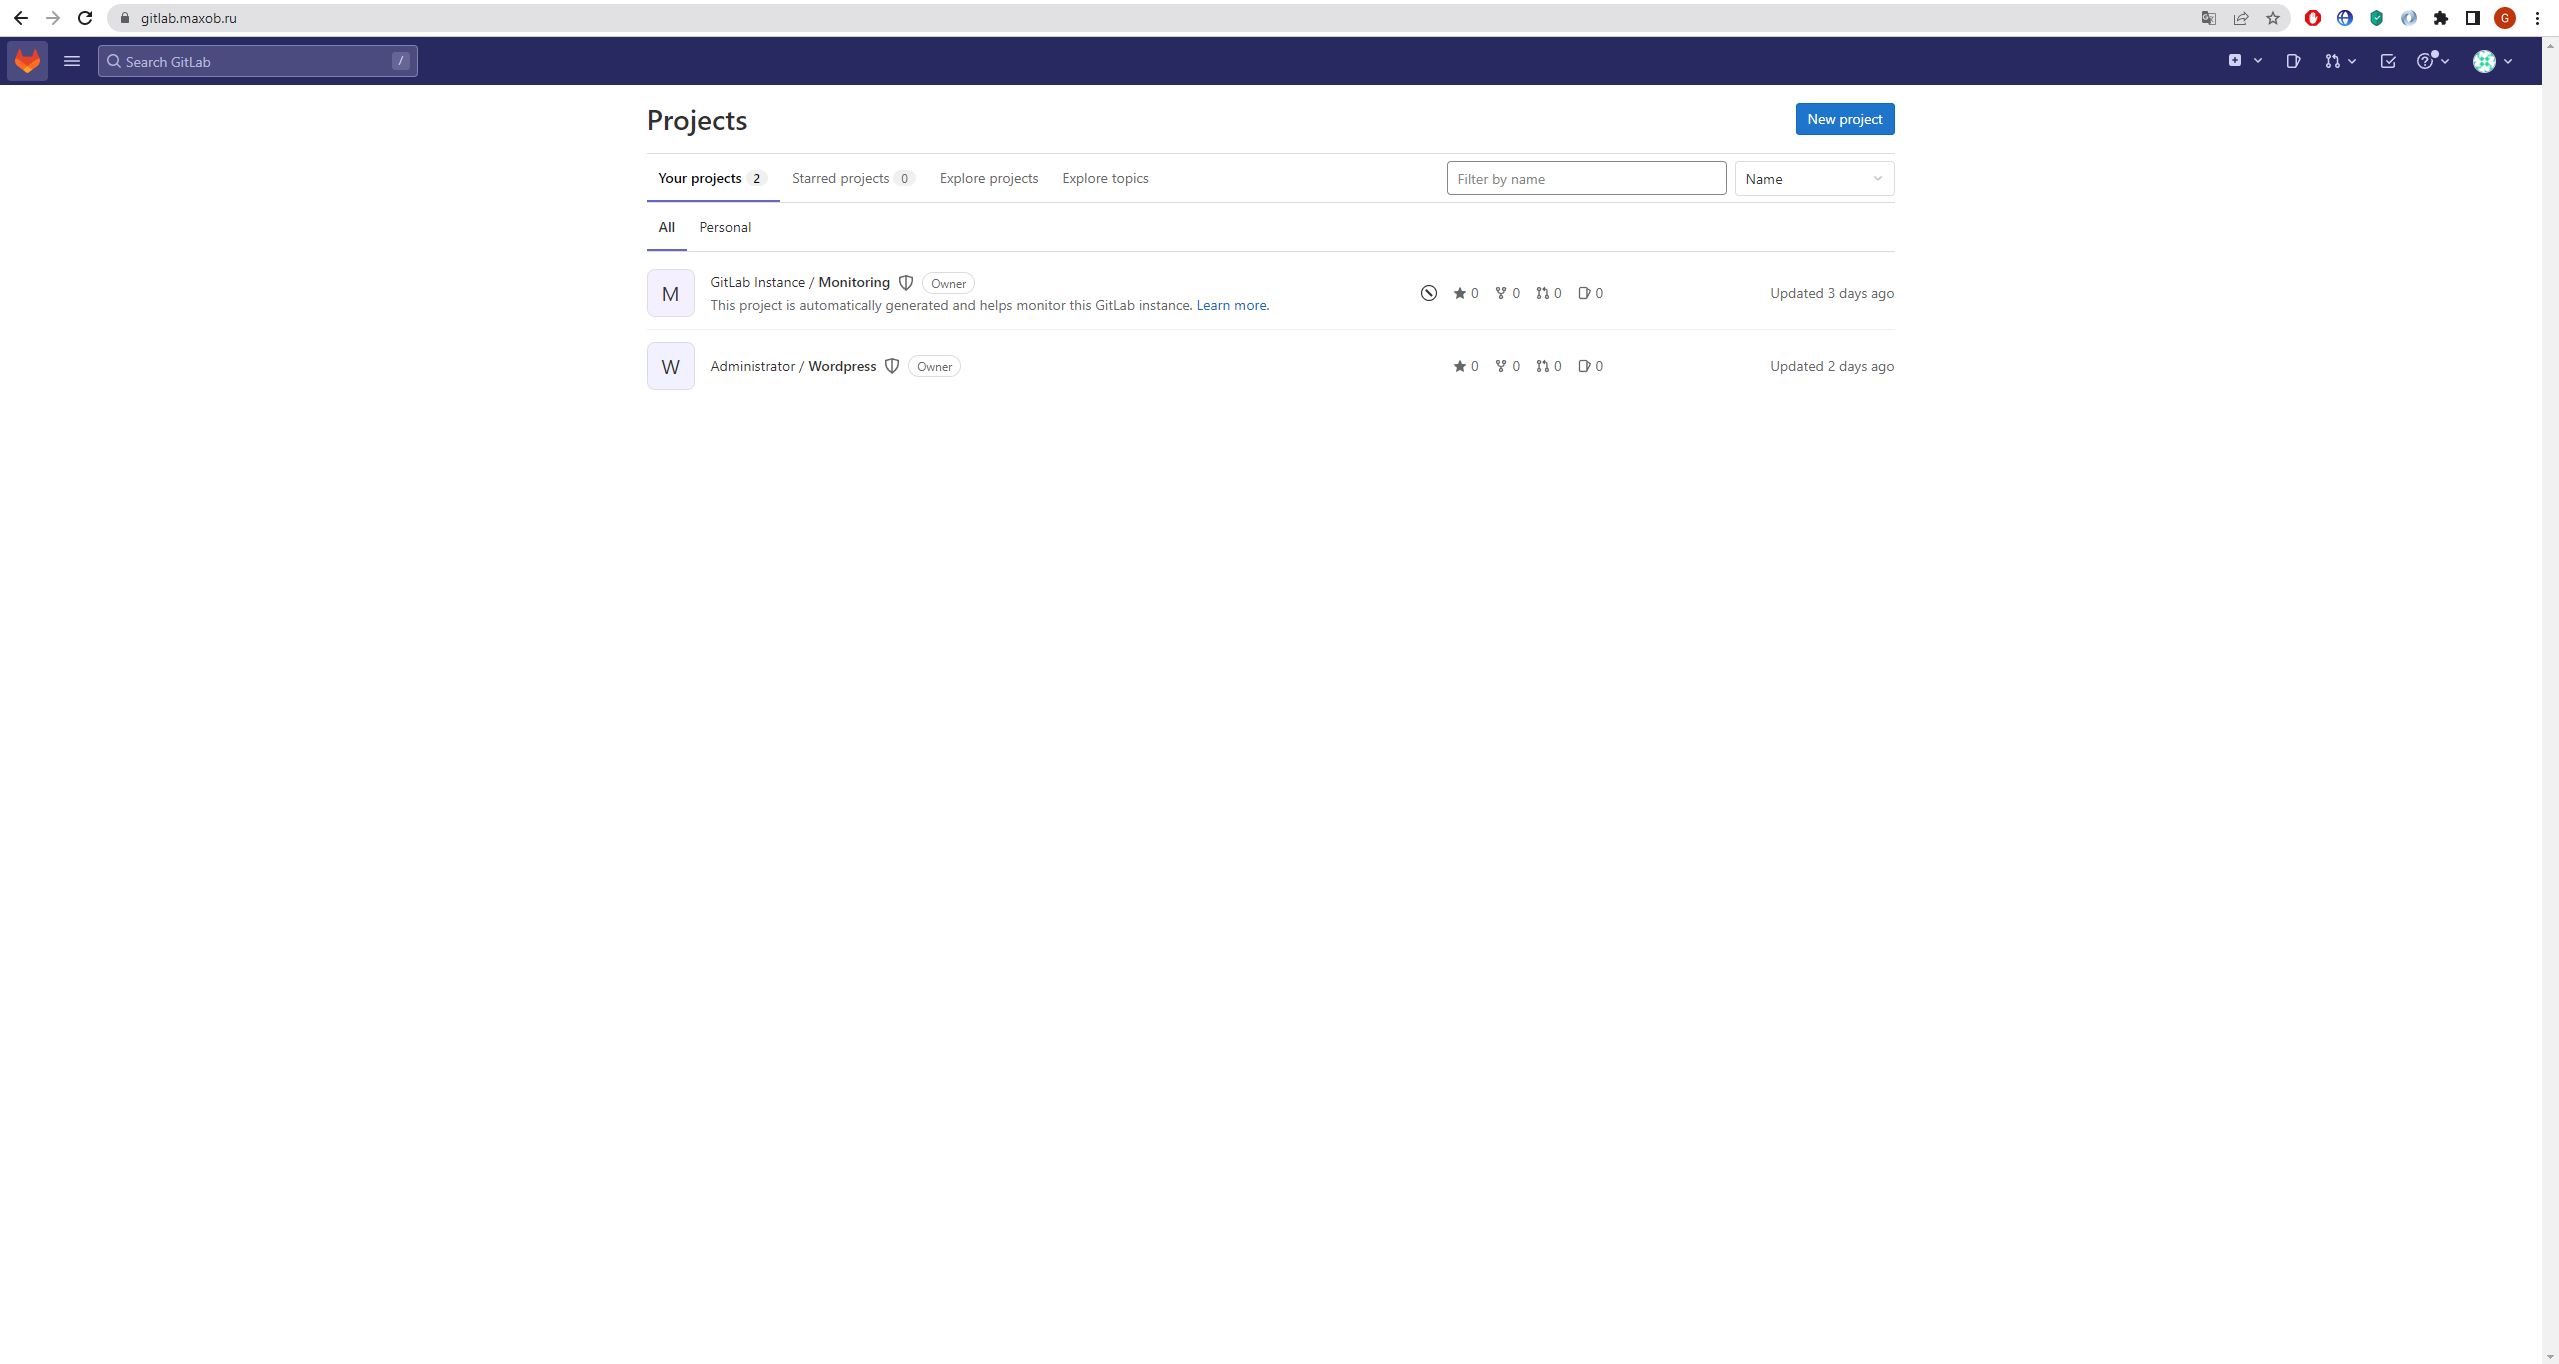 gitlab.maxob.ru
G
Search GitLab /
Projects New project
Your projects 2 Starred projects 0 Explore projects Explore topics Filter by name Name
All Personal
M GitLab Instance / Monitoring Owner 0 0 0 0 Updated 3 days ago
This project is automatically generated and helps monitor this GitLab instance. Learn more.
W Administrator / Wordpress Owner 0 0 0 0 Updated 2 days ago